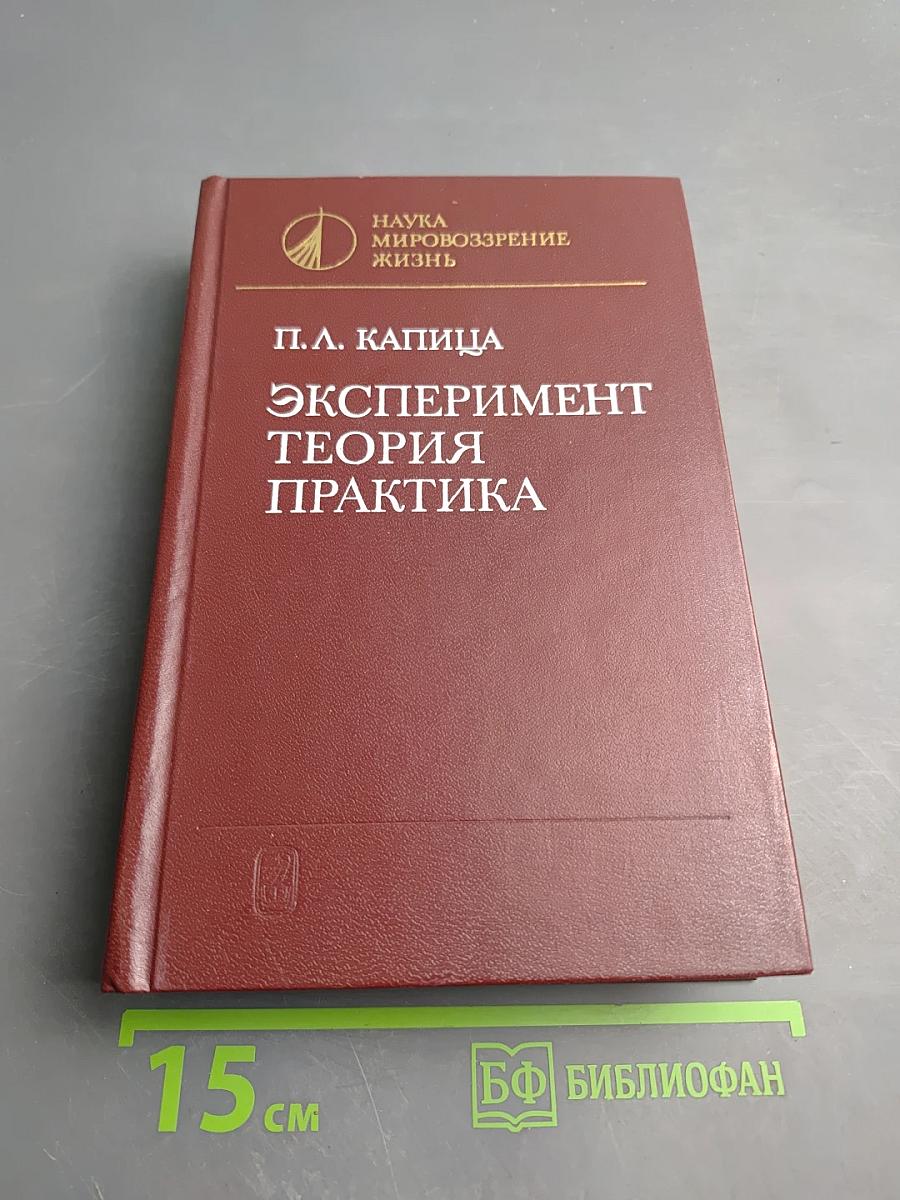 НАУКА
МИРОВОЗЗРЕНИЕ
ЖИЗНЬ
П.Л. КАПИЦА
ЭКСПЕРИМЕНТ
ТЕОРИЯ
ПРАКТИКА
15 см
БФ БИБЛИОФАН